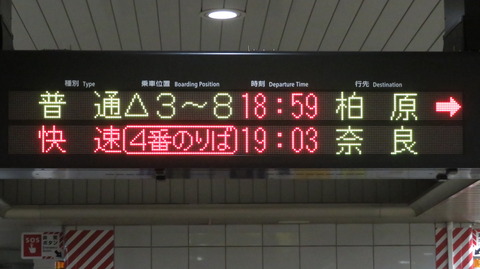 種別 Type 乗車位置 Boarding Position 時刻 Departure Time 行先 Destination
普通 △3～8 18:59 柏原 →
快速 4番のりば 19:03 奈良
SOS